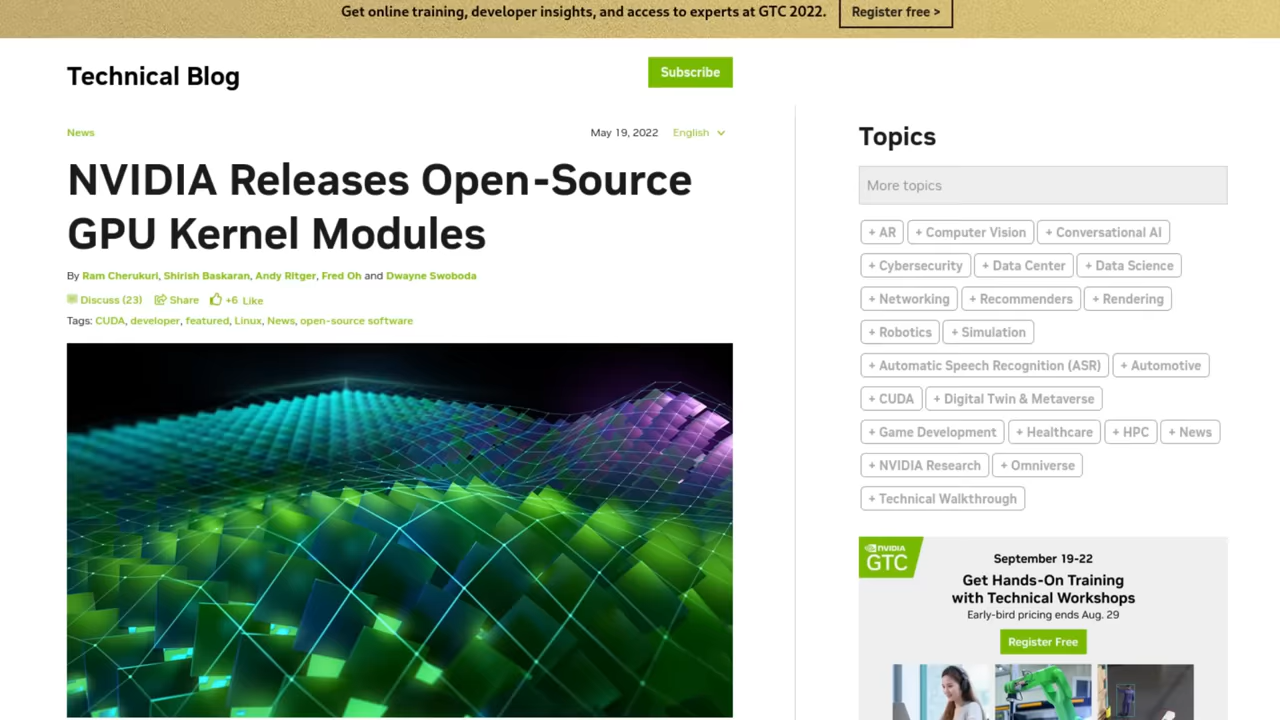 Get online training, developer insights, and access to experts at GTC 2022.
Register free >
Technical Blog
Subscribe
News
May 19, 2022
English
NVIDIA Releases Open-Source
GPU Kernel Modules
By Ram Cherukuri, Shirish Baskaran, Andy Ritger, Fred Oh and Dwayne Swoboda
Discuss (23) Share +6 Like
Tags: CUDA, developer, featured, Linux, News, open-source software
Topics
More topics
+ AR + Computer Vision + Conversational AI
+ Cybersecurity + Data Center + Data Science
+ Networking + Recommenders + Rendering
+ Robotics + Simulation
+ Automatic Speech Recognition (ASR) + Automotive
+ CUDA + Digital Twin & Metaverse
+ Game Development + Healthcare + HPC + News
+ NVIDIA Research + Omniverse
+ Technical Walkthrough
NVIDIA
GTC
September 19-22
Get Hands-On Training
with Technical Workshops
Early-bird pricing ends Aug. 29
Register Free